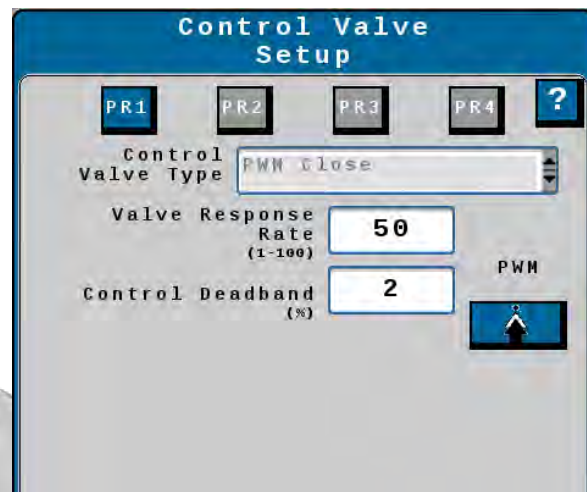 Control Valve
Setup
PR1 PR2 PR3 PR4 ?
Control
Valve Type
PWM Close
Valve Response
Rate
(1-100)
50
PWM
Control Deadband
(%)
2